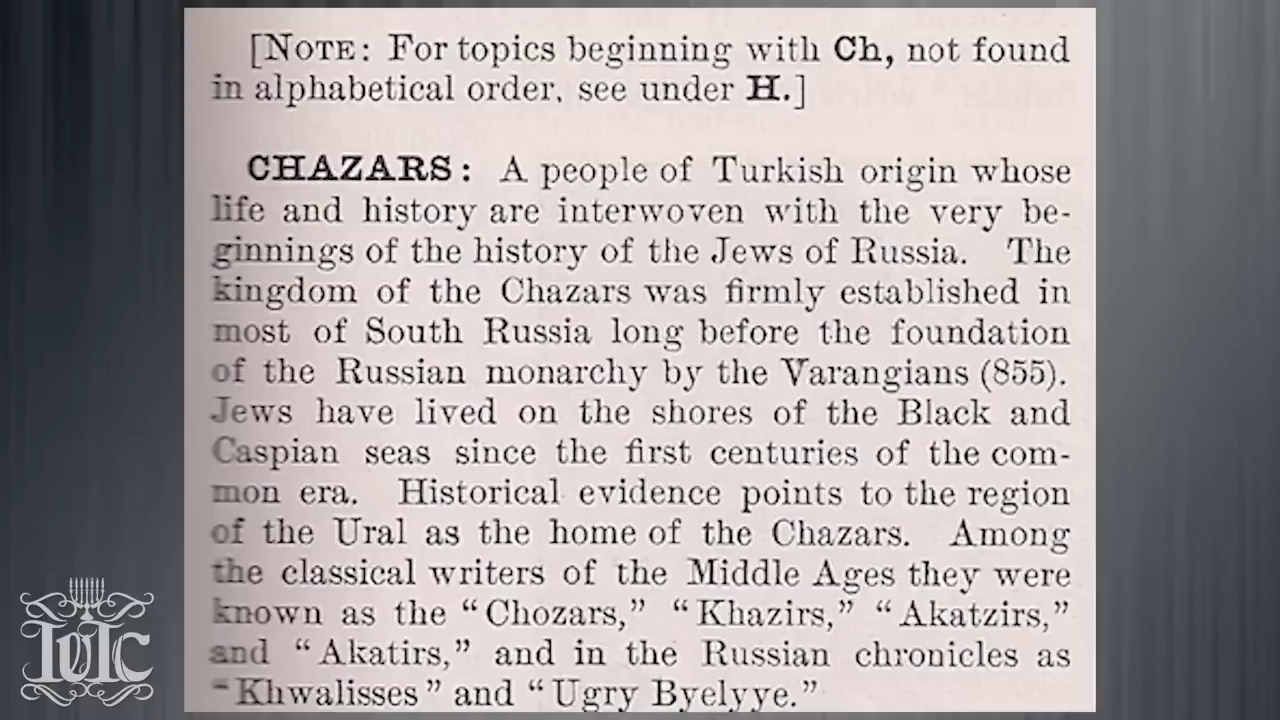 [NOTE: For topics beginning with Ch, not found
in alphabetical order, see under H.]
CHAZARS: A people of Turkish origin whose
life and history are interwoven with the very be-
ginnings of the history of the Jews of Russia. The
kingdom of the Chazars was firmly established in
most of South Russia long before the foundation
of the Russian monarchy by the Varangians (855).
Jews have lived on the shores of the Black and
Caspian seas since the first centuries of the com-
mon era. Historical evidence points to the region
of the Ural as the home of the Chazars. Among
the classical writers of the Middle Ages they were
known as the “Chozars,” “Khazirs,” “Akatzirs,”
and “Akatirs,” and in the Russian chronicles as
“Khwalisses” and “Ugry Byelyye.”
IUIC